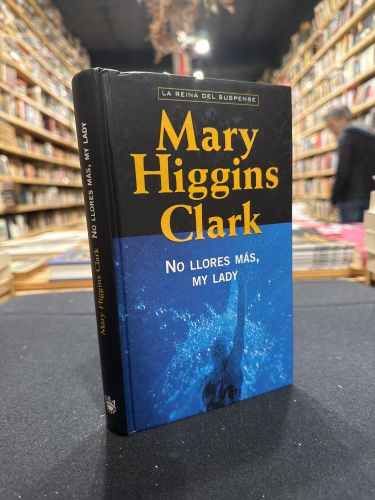 LA REINA DEL SUSPENSE
Mary
Higgins
Clark
NO LLORES MÁS,
MY LADY
Mary Higgins Clark NO LLORES MÁS, MY LADY